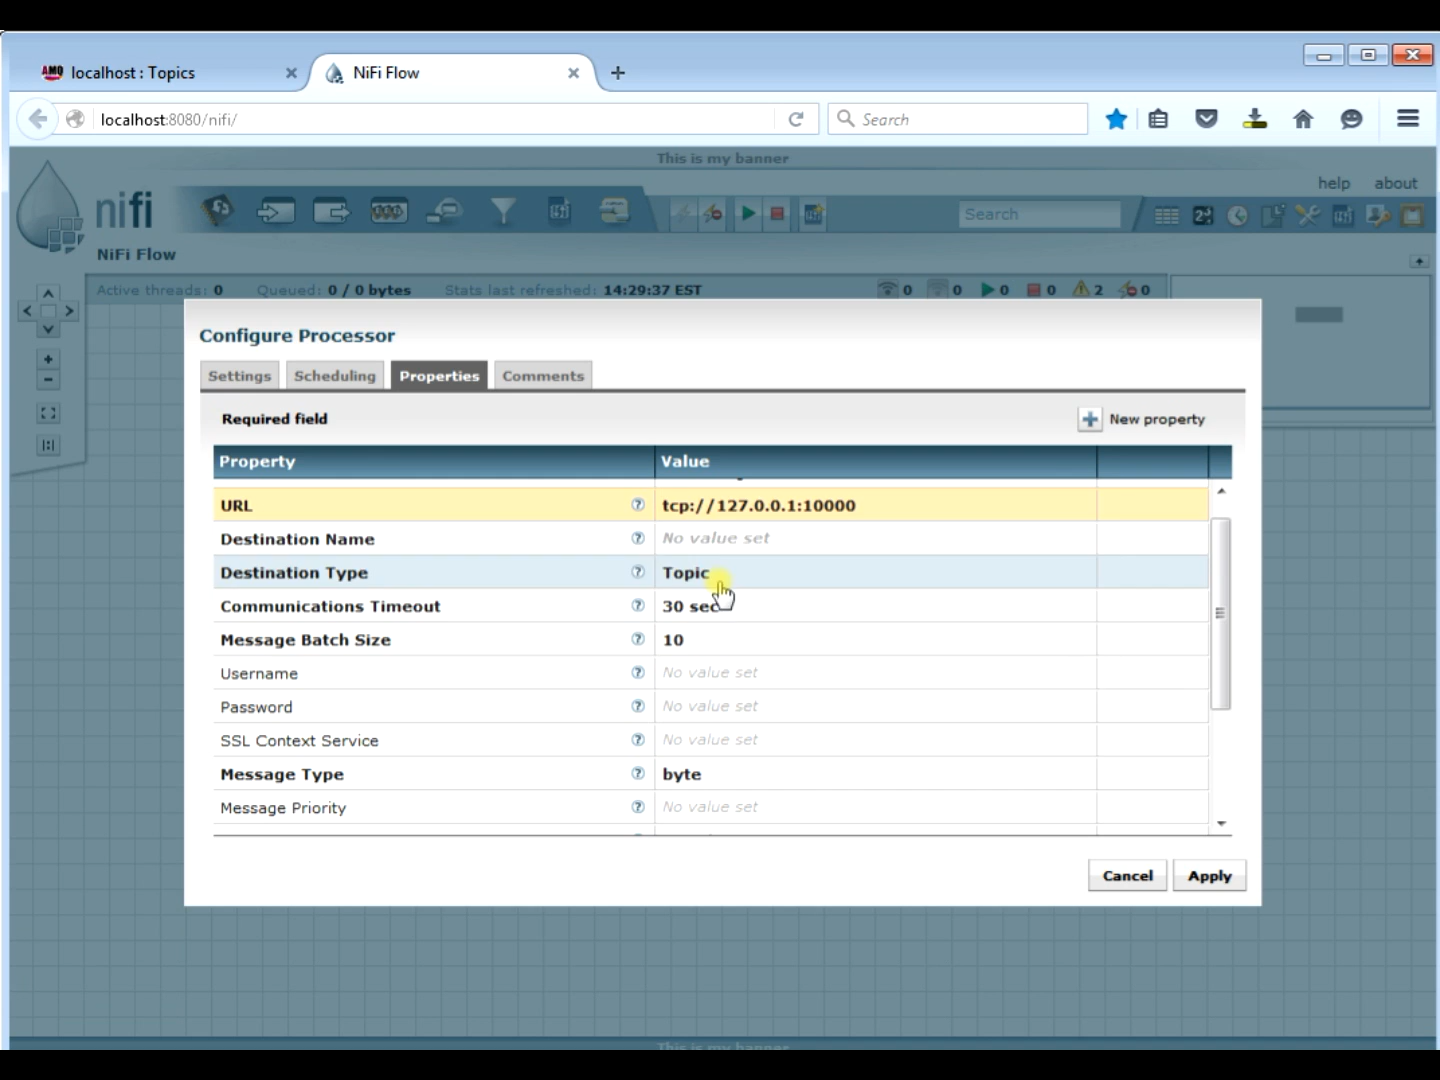 localhost : Topics
NiFi Flow
localhost:8080/nifi/
Search
This is my banner
help about
nifi
Search
NiFi Flow
Active threads: 0 Queued: 0 / 0 bytes Stats last refreshed: 14:29:37 EST 0 0 0 0 2 0
Configure Processor
Settings Scheduling Properties Comments
Required field
New property
Property Value
URL tcp://127.0.0.1:10000
Destination Name No value set
Destination Type Topic
Communications Timeout 30 sec
Message Batch Size 10
Username No value set
Password No value set
SSL Context Service No value set
Message Type byte
Message Priority No value set
Cancel Apply
This is my banner